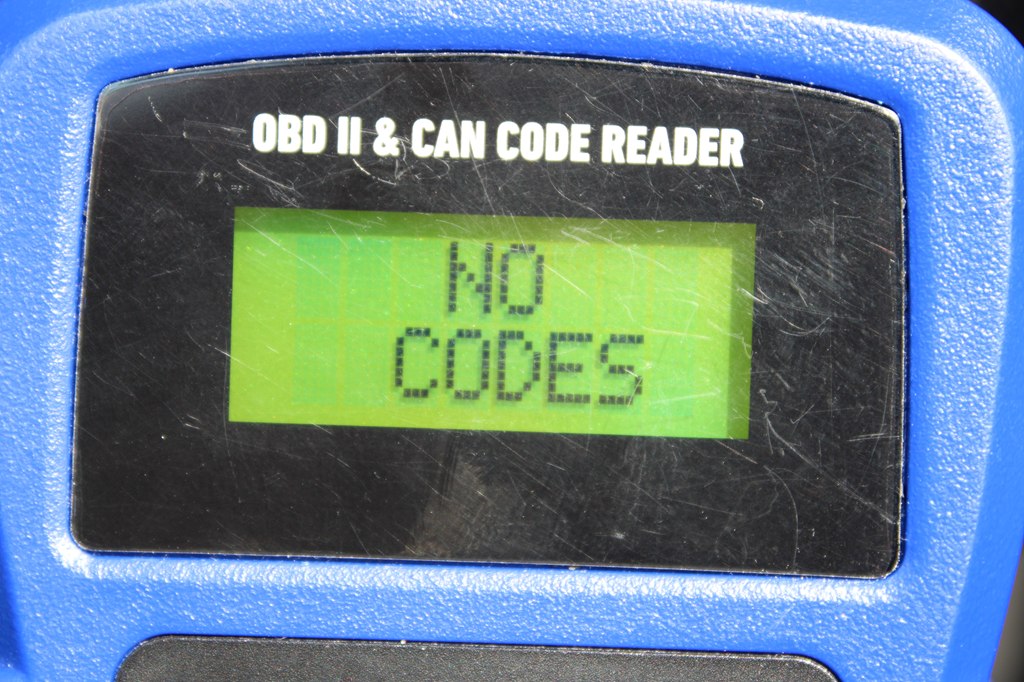 OBD II & CAN CODE READER
NO
CODES